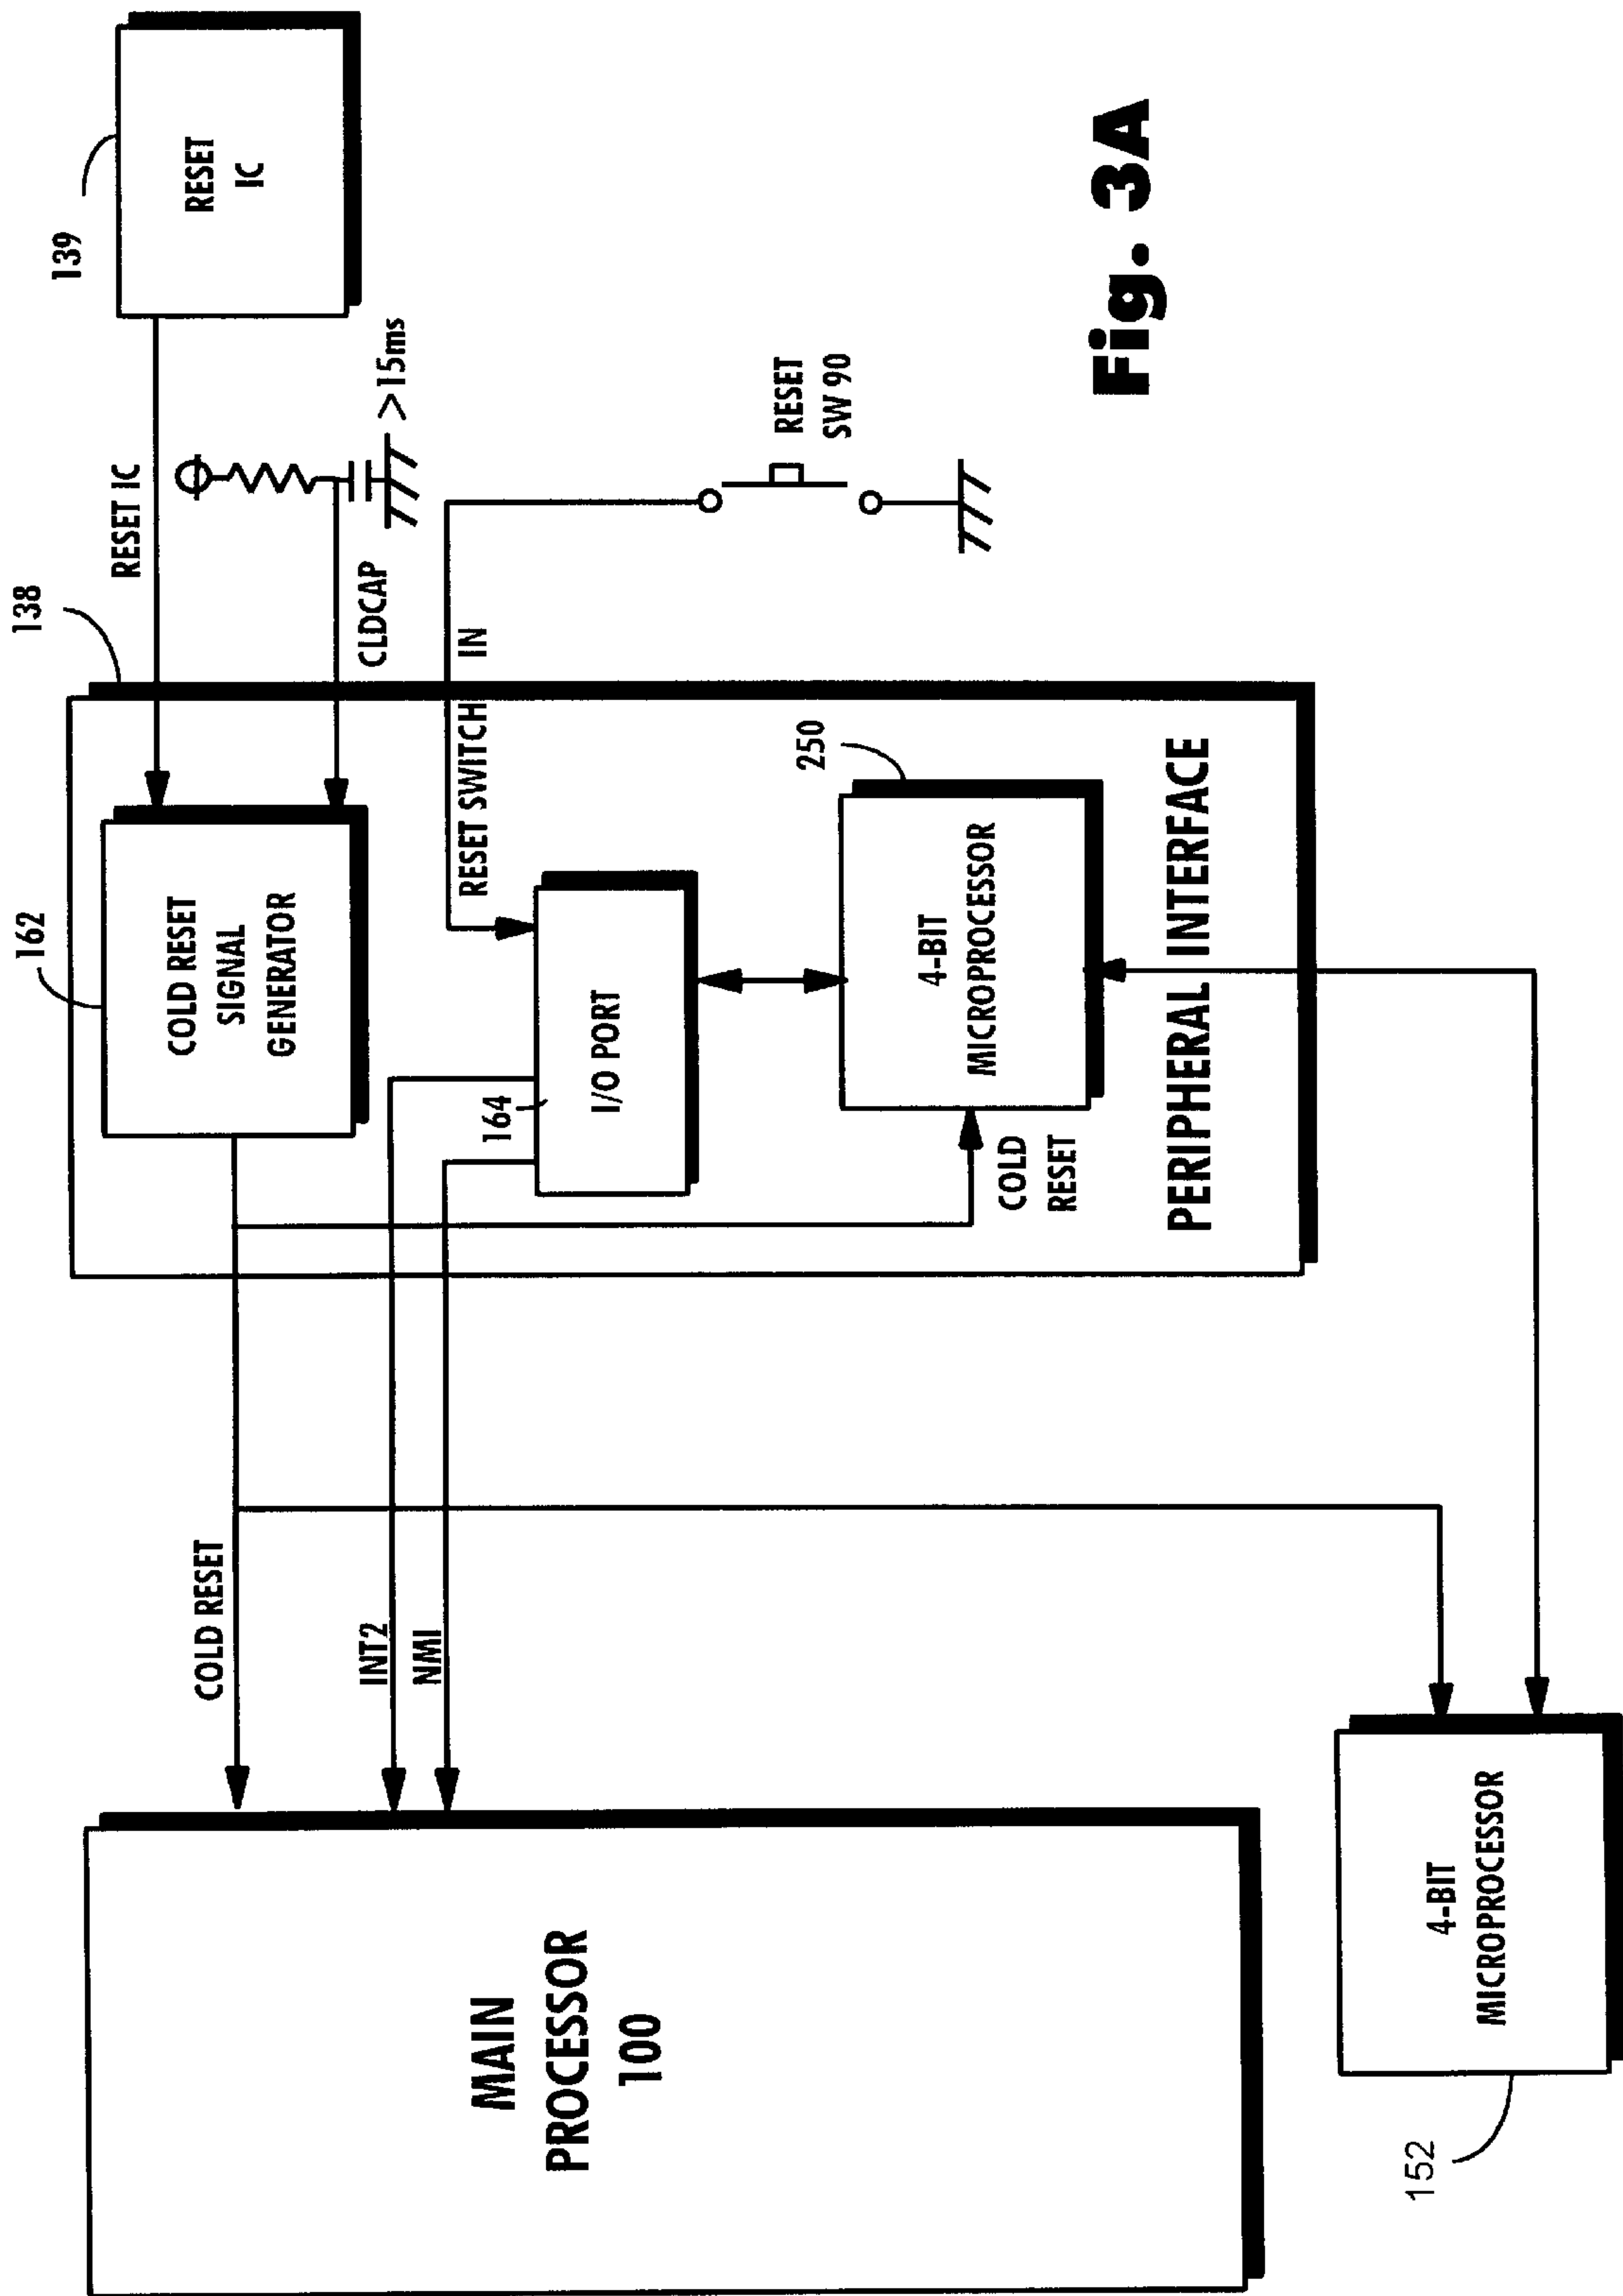 139
RESET
IC
RESET IC
138
>15ms
CLDCAP
RESET SWITCH IN
RESET
SW 90
162
COLD RESET
SIGNAL
GENERATOR
164
I/O PORT
250
4-BIT
MICROPROCESSOR
COLD
RESET
PERIPHERAL INTERFACE
COLD RESET
INT2
NMI
MAIN
PROCESSOR
100
4-BIT
MICROPROCESSOR
152
Fig. 3A